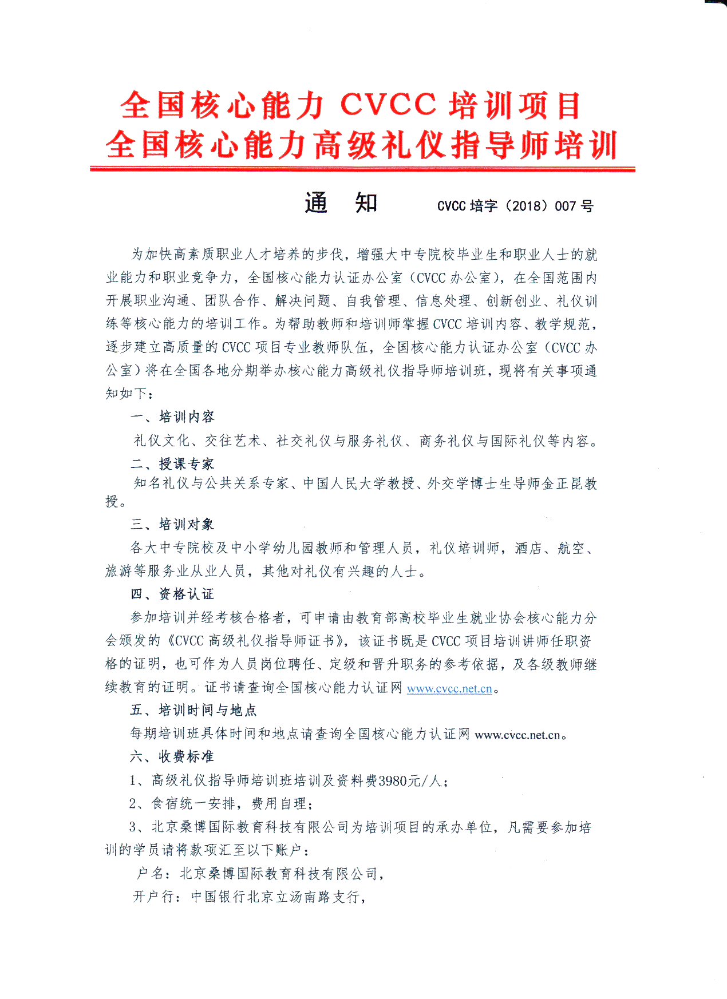 全国核心能力 CVCC 培训项目
全国核心能力高级礼仪指导师培训
通 知 CVCC 培字（2018）007 号
为加快高素质职业人才培养的步伐，增强大中专院校毕业生和职业人士的就
业能力和职业竞争力，全国核心能力认证办公室（CVCC 办公室），在全国范围内
开展职业沟通、团队合作、解决问题、自我管理、信息处理、创新创业、礼仪训
练等核心能力的培训工作。为帮助教师和培训师掌握 CVCC 培训内容、教学规范，
逐步建立高质量的 CVCC 项目专业教师队伍，全国核心能力认证办公室（CVCC 办
公室）将在全国各地分期举办核心能力高级礼仪指导师培训班，现将有关事项通
知如下：
一、培训内容
礼仪文化、交往艺术、社交礼仪与服务礼仪、商务礼仪与国际礼仪等内容。
二、授课专家
知名礼仪与公共关系专家、中国人民大学教授、外交学博士生导师金正昆教
授。
三、培训对象
各大中专院校及中小学幼儿园教师和管理人员，礼仪培训师，酒店、航空、
旅游等服务业从业人员，其他对礼仪有兴趣的人士。
四、资格认证
参加培训并经考核合格者，可申请由教育部高校毕业生就业协会核心能力分
会颁发的《CVCC 高级礼仪指导师证书》，该证书既是 CVCC 项目培训讲师任职资
格的证明，也可作为人员岗位聘任、定级和晋升职务的参考依据，及各级教师继
续教育的证明。证书请查询全国核心能力认证网 www.cvcc.net.cn。
五、培训时间与地点
每期培训班具体时间和地点请查询全国核心能力认证网 www.cvcc.net.cn。
六、收费标准
1、高级礼仪指导师培训班培训及资料费3980元/人；
2、食宿统一安排，费用自理；
3、北京桑博国际教育科技有限公司为培训项目的承办单位，凡需要参加培
训的学员请将款项汇至以下账户：
户名：北京桑博国际教育科技有限公司，
开户行：中国银行北京立汤南路支行，